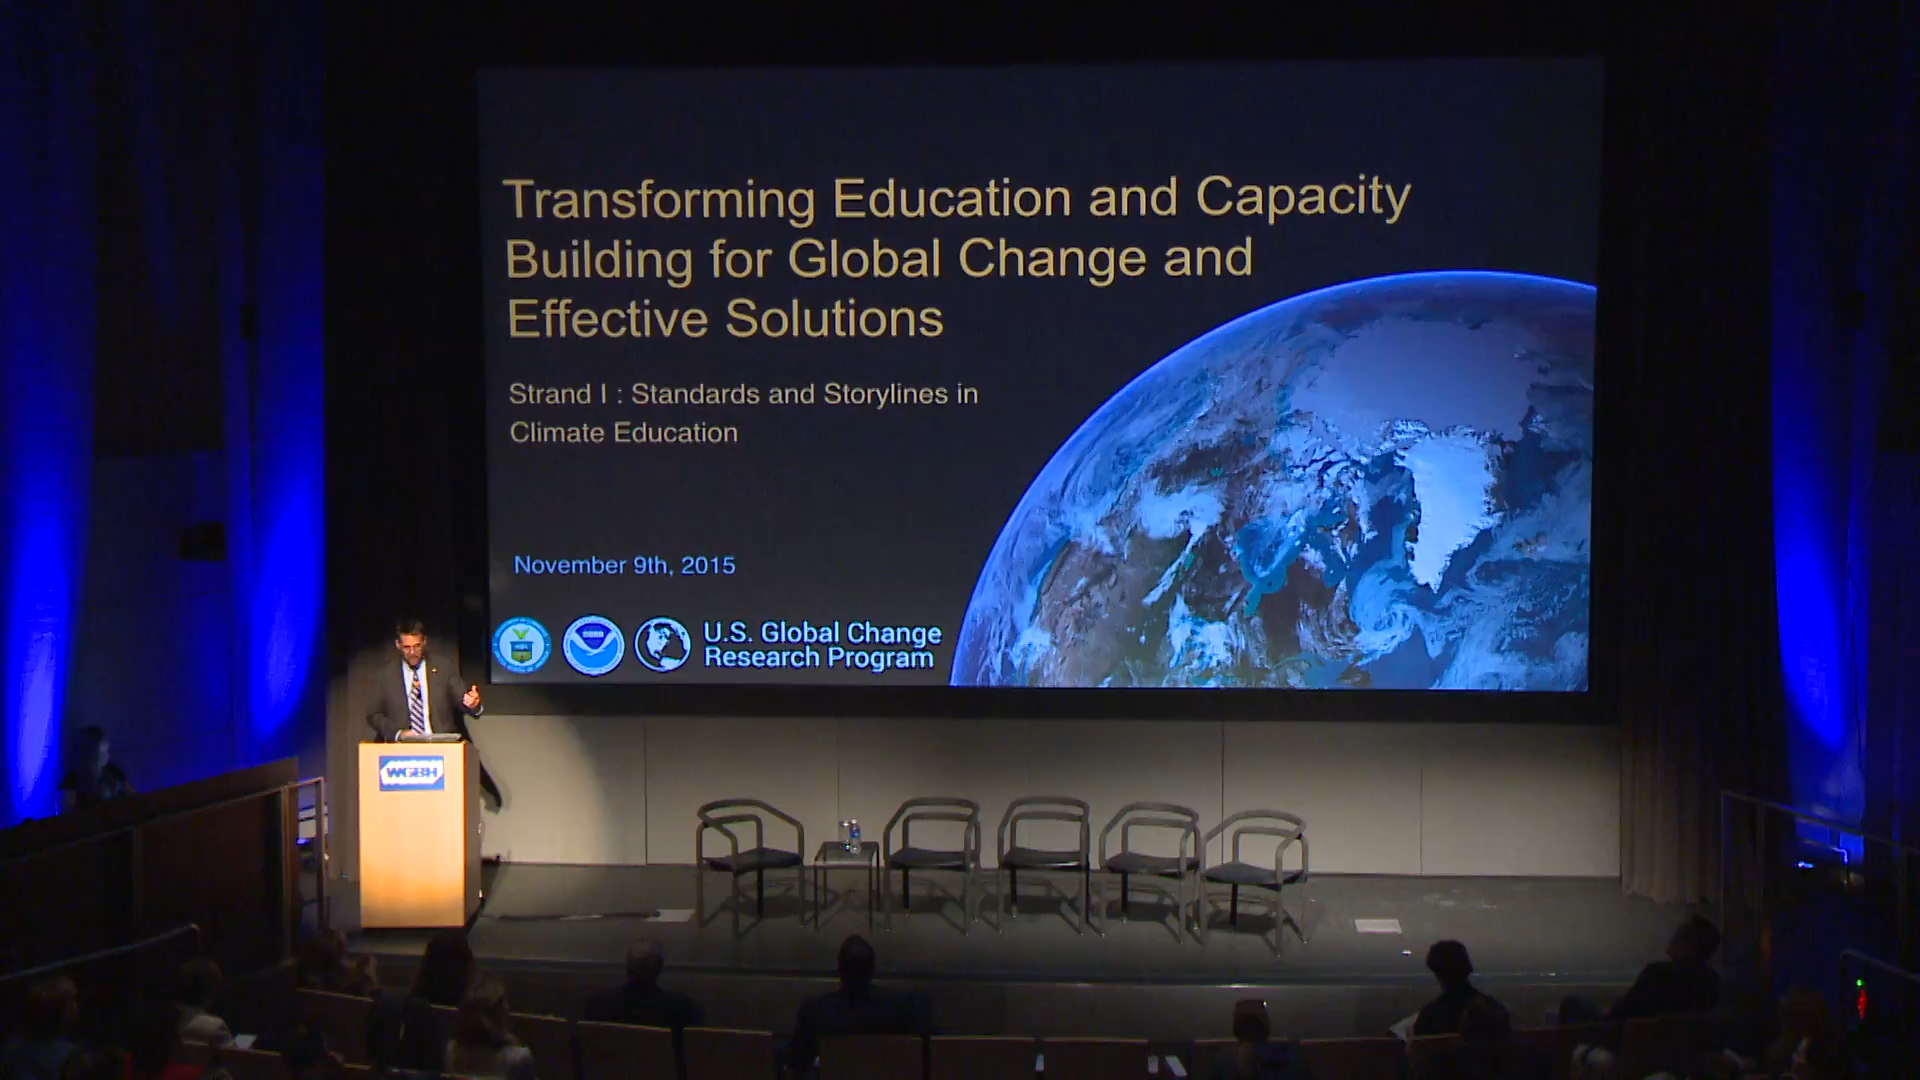 Transforming Education and Capacity
Building for Global Change and
Effective Solutions
Strand I : Standards and Storylines in
Climate Education
November 9th, 2015
U.S. Global Change
Research Program
WGBH